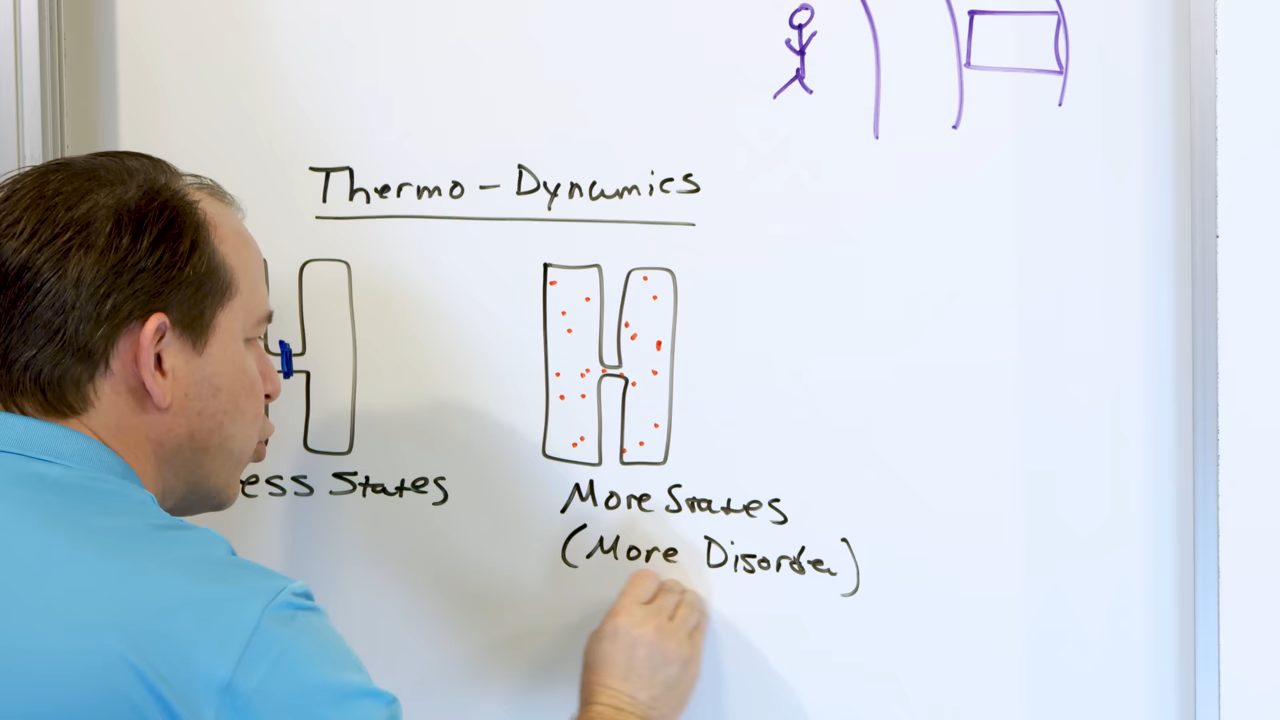 Thermo-Dynamics
ess States
More States
(More Disorder)